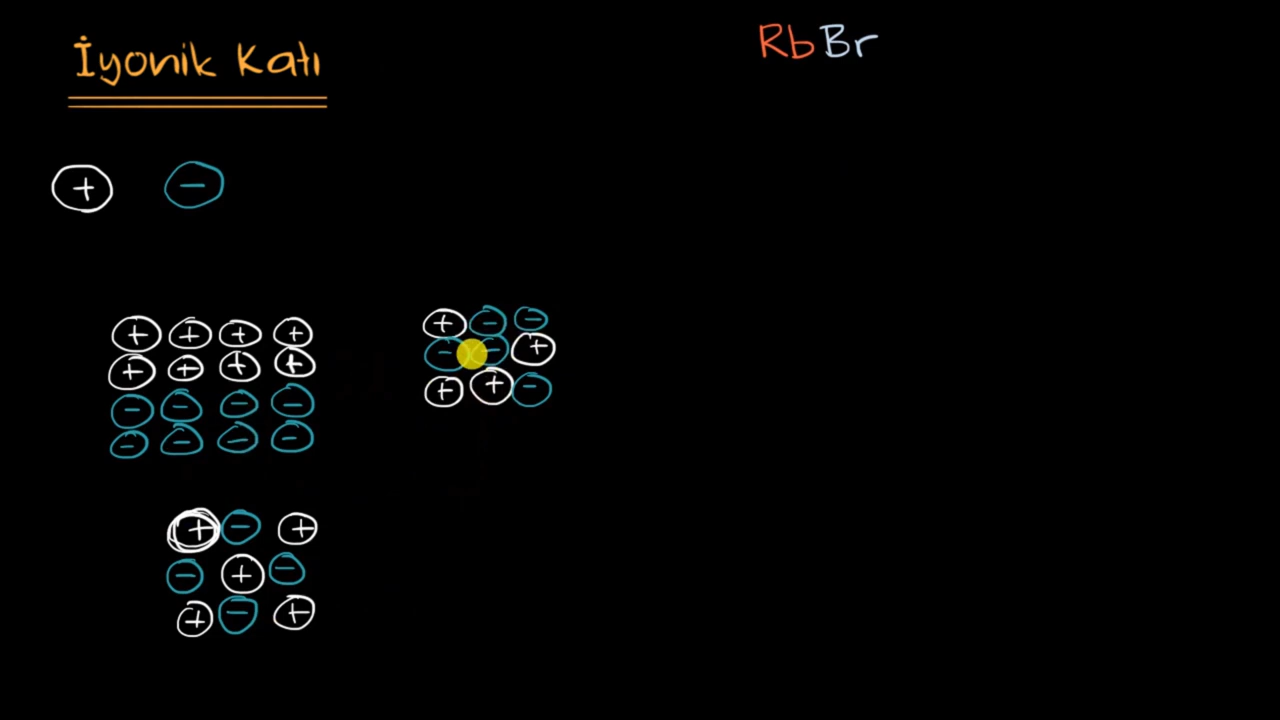 İyonik Katı
RbBr
+ −
+ + + +
+ + + +
− − − −
− − − −
+ − −
− − +
+ + −
+ − +
− + −
+ − +